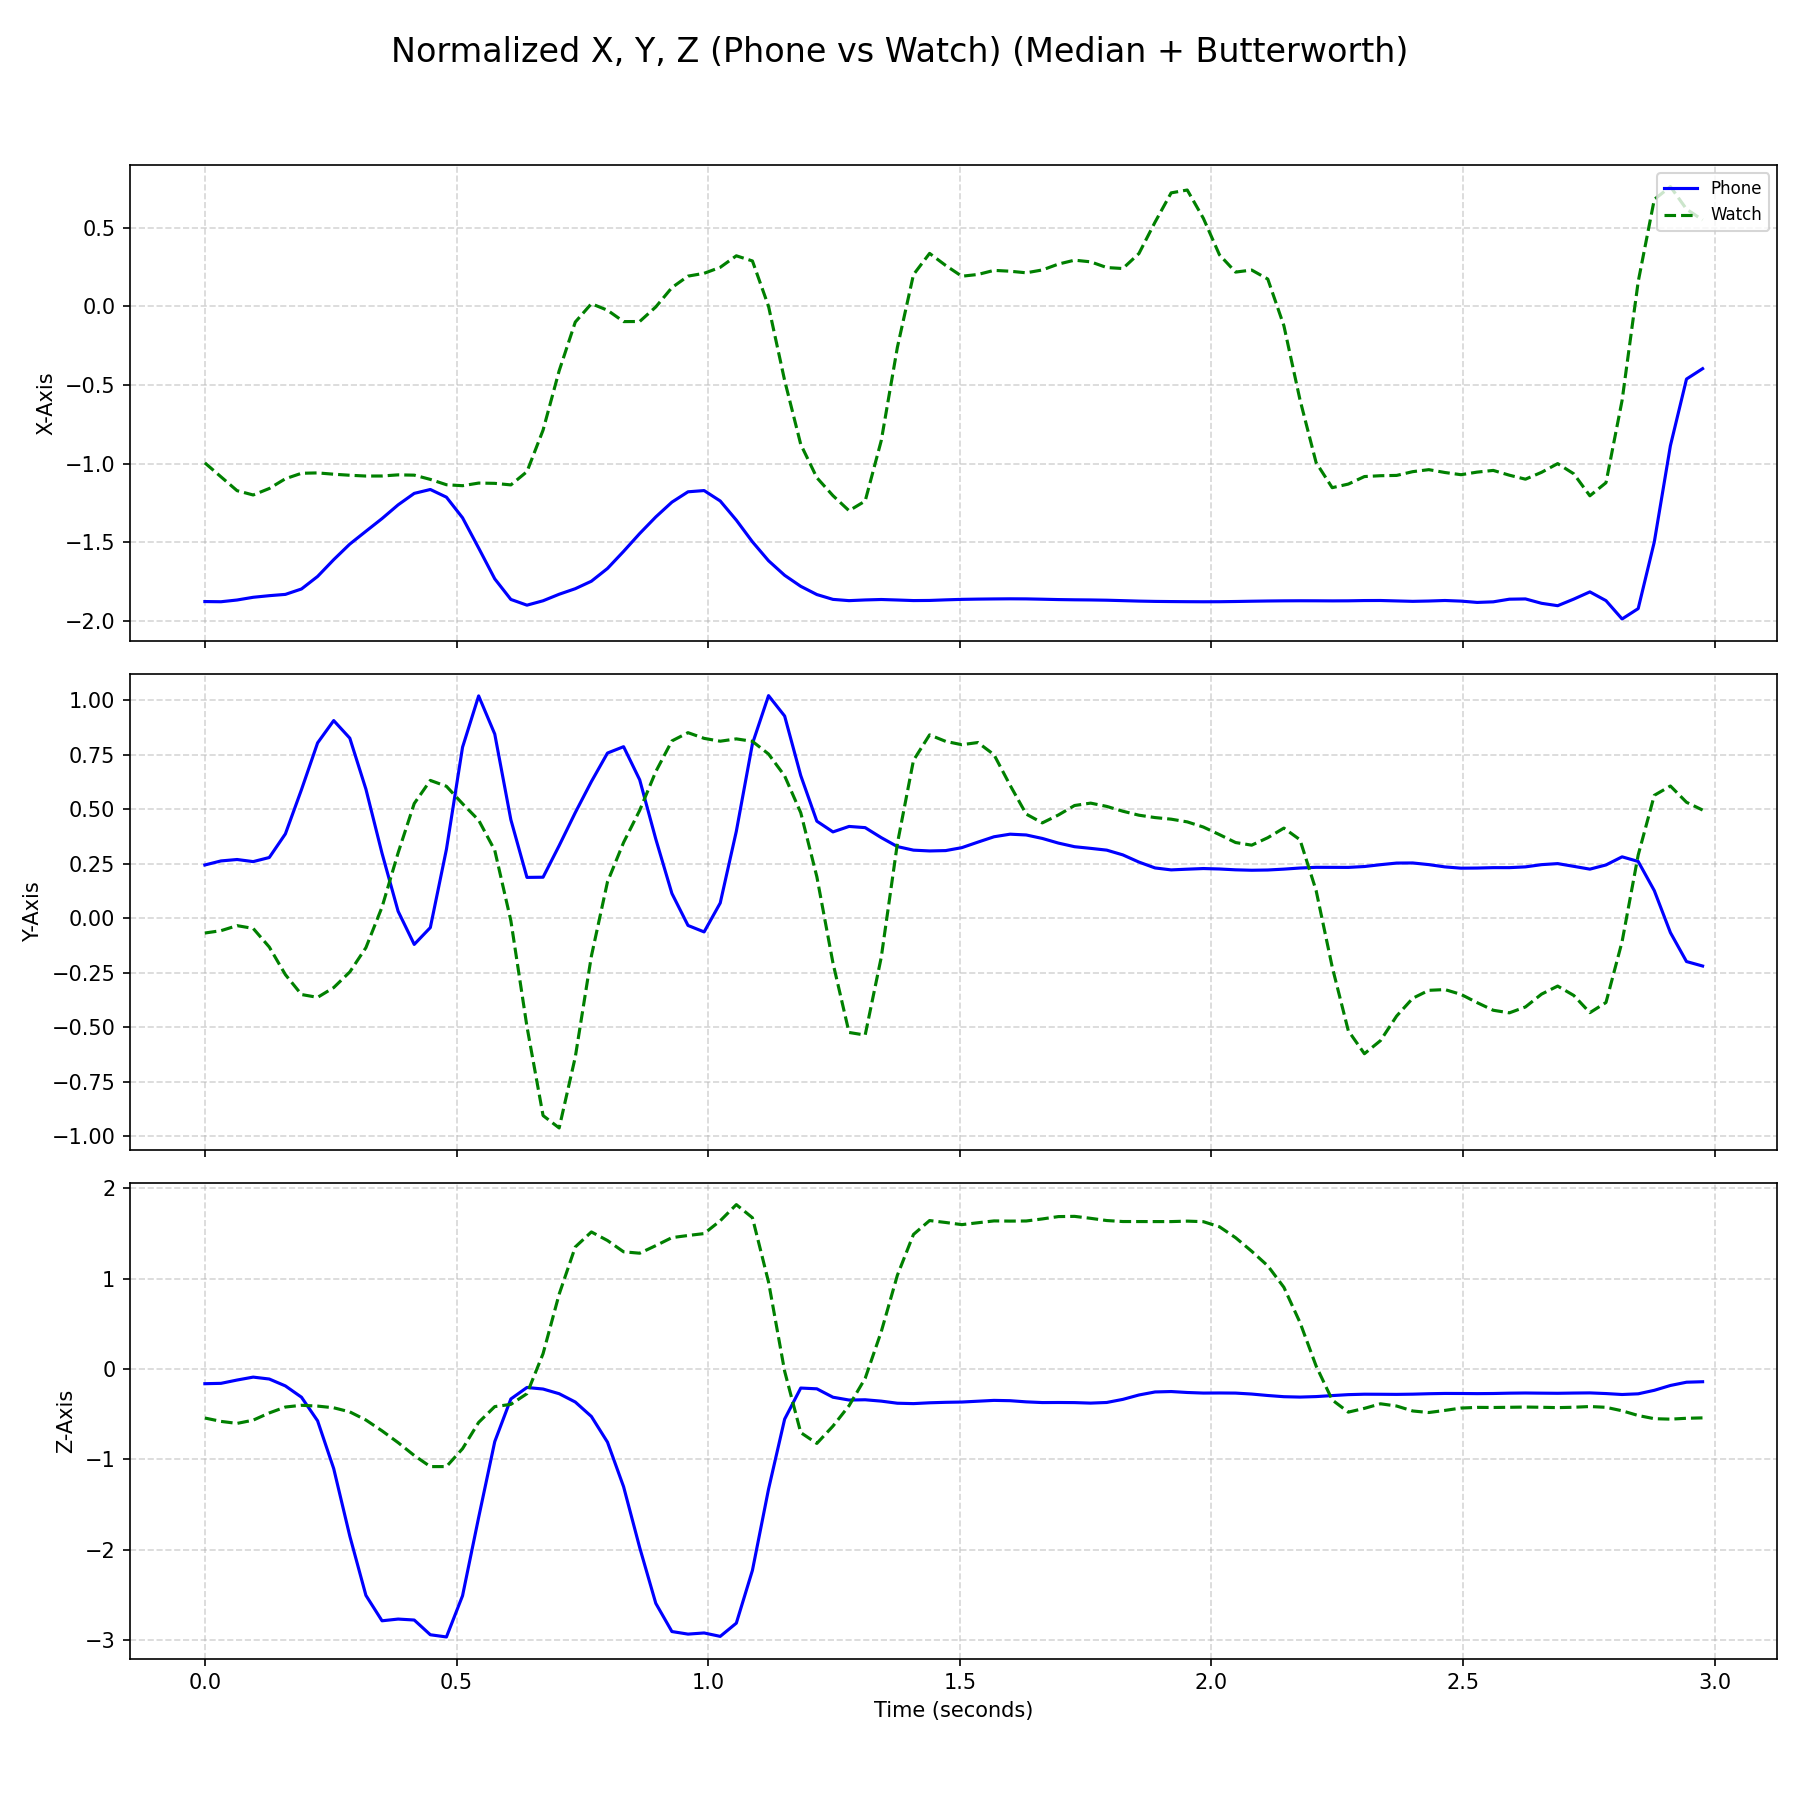 Normalized X, Y, Z (Phone vs Watch) (Median + Butterworth)
Phone
Watch
X-Axis
0.5
0.0
−0.5
−1.0
−1.5
−2.0
Y-Axis
1.00
0.75
0.50
0.25
0.00
−0.25
−0.50
−0.75
−1.00
Z-Axis
2
1
0
−1
−2
−3
0.0 0.5 1.0 1.5 2.0 2.5 3.0
Time (seconds)